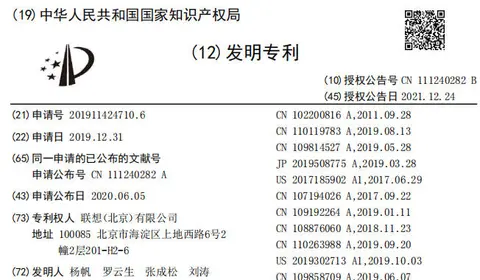 (19)中华人民共和国国家知识产权局
(12)发明专利
(10)授权公告号 CN 111240282 B
(45)授权公告日 2021.12.24
(21)申请号 201911424710.6
(22)申请日 2019.12.31
(65)同一申请的已公布的文献号
申请公布号 CN 111240282 A
(43)申请公布日 2020.06.05
(73)专利权人 联想(北京)有限公司
地址 100085 北京市海淀区上地西路6号2
幢2层201-H2-6
(72)发明人 杨帆 罗云生 张成松 刘涛
CN 102200816 A,2011.09.28
CN 110119783 A,2019.08.13
CN 109814527 A,2019.05.28
JP 2019508775 A,2019.03.28
US 2017185902 A1,2017.06.29
CN 107194026 A,2017.09.22
CN 109192264 A,2019.01.11
CN 108876060 A,2018.11.23
CN 110263988 A,2019.09.20
US 2019302713 A1,2019.10.03
CN 109858709 A,2019.06.07